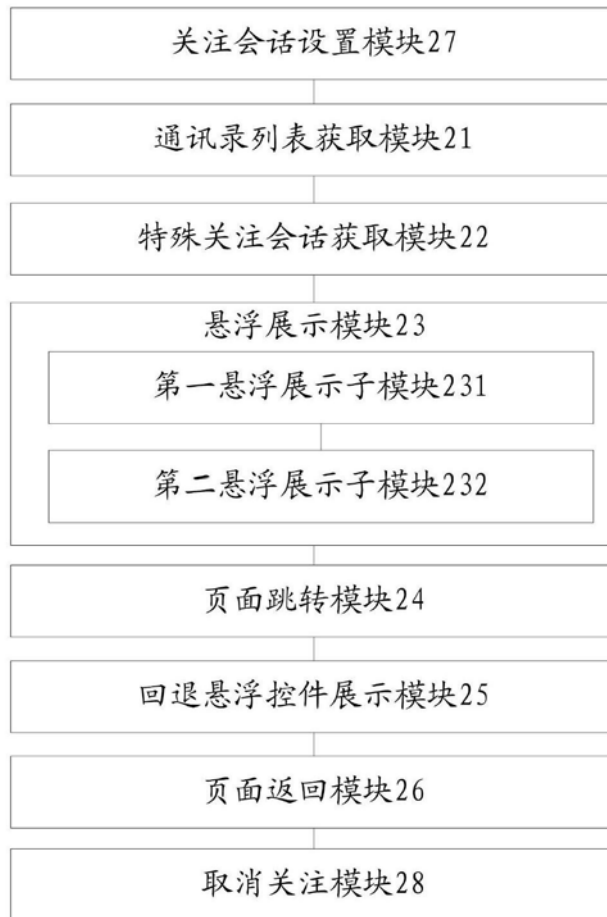 关注会话设置模块27
通讯录列表获取模块21
特殊关注会话获取模块22
悬浮展示模块23
第一悬浮展示子模块231
第二悬浮展示子模块232
页面跳转模块24
回退悬浮控件展示模块25
页面返回模块26
取消关注模块28